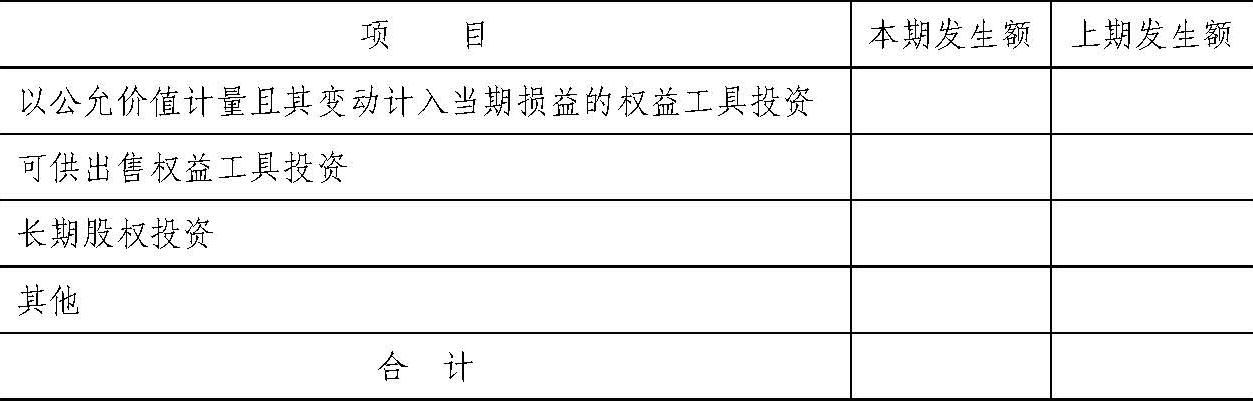 项 目 本期发生额 上期发生额
以公允价值计量且其变动计入当期损益的权益工具投资
可供出售权益工具投资
长期股权投资
其他
合 计